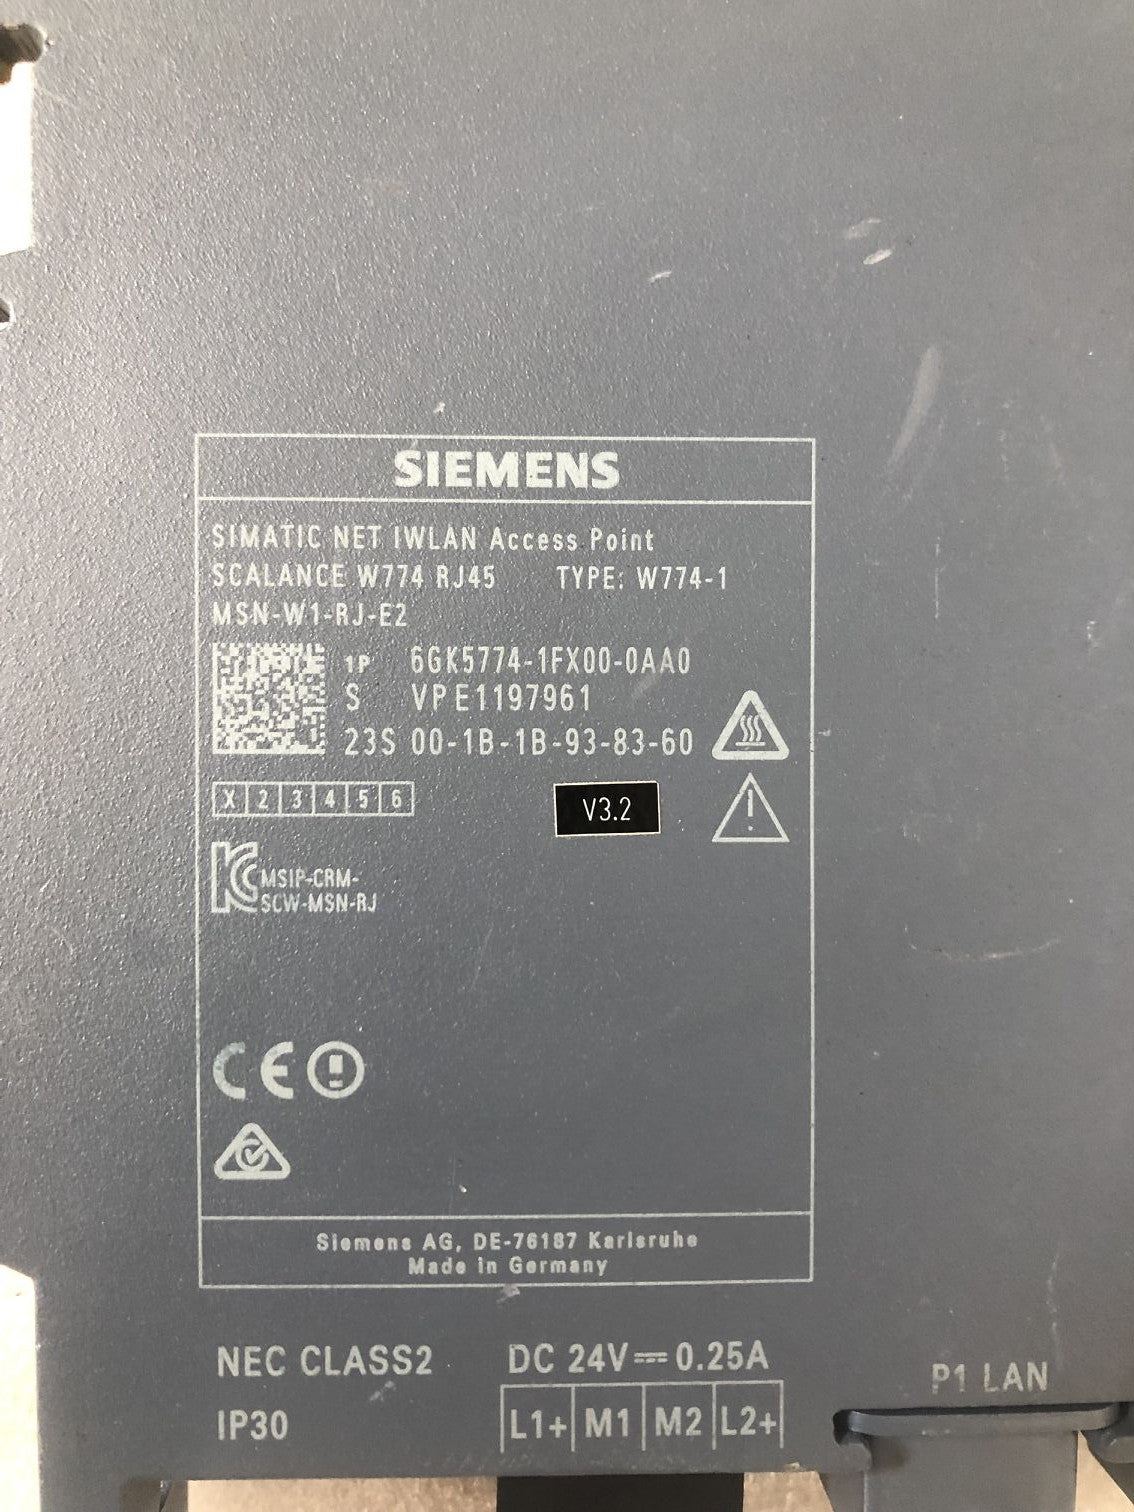 SIEMENS
SIMATIC NET IWLAN Access Point
SCALANCE W774 RJ45 TYPE: W774-1
MSN-W1-RJ-E2
1P 6GK5774-1FX00-0AA0
S VPE1197961
23S 00-1B-1B-93-83-60
X 2 3 4 5 6
V3.2
MSIP-CRM-
SCW-MSN-RJ
CE
Siemens AG, DE-76187 Karlsruhe
Made in Germany
NEC CLASS2 DC 24V⎓0.25A
P1 LAN
IP30 L1+ M1 M2 L2+